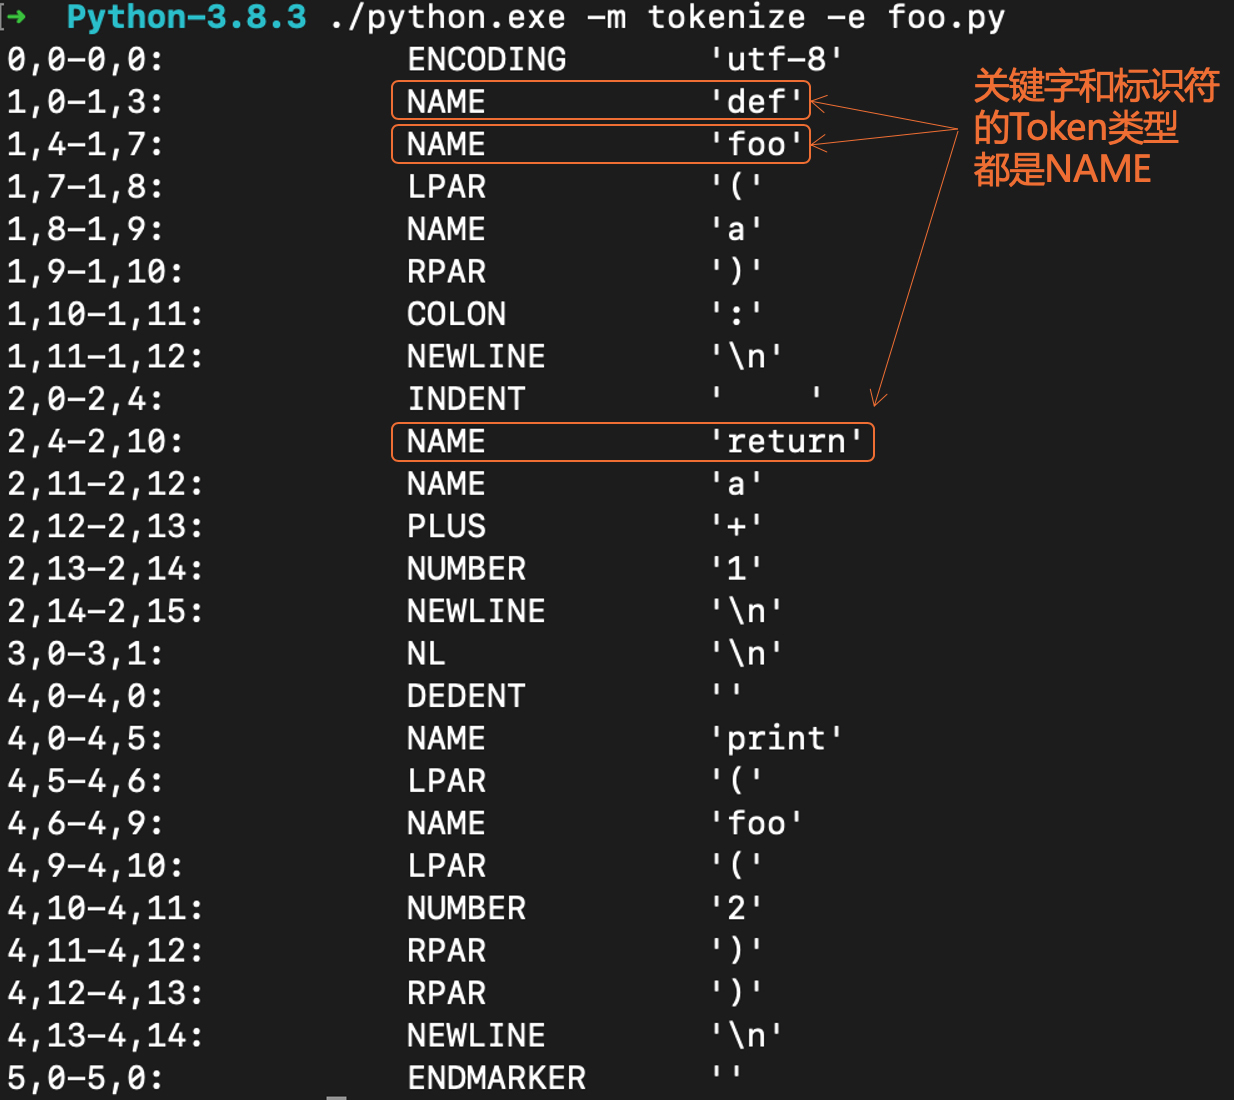 ➜ Python-3.8.3 ./python.exe -m tokenize -e foo.py
0,0-0,0: ENCODING 'utf-8'
1,0-1,3: NAME 'def'
1,4-1,7: NAME 'foo'
1,7-1,8: LPAR '('
1,8-1,9: NAME 'a'
1,9-1,10: RPAR ')'
1,10-1,11: COLON ':'
1,11-1,12: NEWLINE '\n'
2,0-2,4: INDENT '    '
2,4-2,10: NAME 'return'
2,11-2,12: NAME 'a'
2,12-2,13: PLUS '+'
2,13-2,14: NUMBER '1'
2,14-2,15: NEWLINE '\n'
3,0-3,1: NL '\n'
4,0-4,0: DEDENT ''
4,0-4,5: NAME 'print'
4,5-4,6: LPAR '('
4,6-4,9: NAME 'foo'
4,9-4,10: LPAR '('
4,10-4,11: NUMBER '2'
4,11-4,12: RPAR ')'
4,12-4,13: RPAR ')'
4,13-4,14: NEWLINE '\n'
5,0-5,0: ENDMARKER ''
关键字和标识符
的Token类型
都是NAME